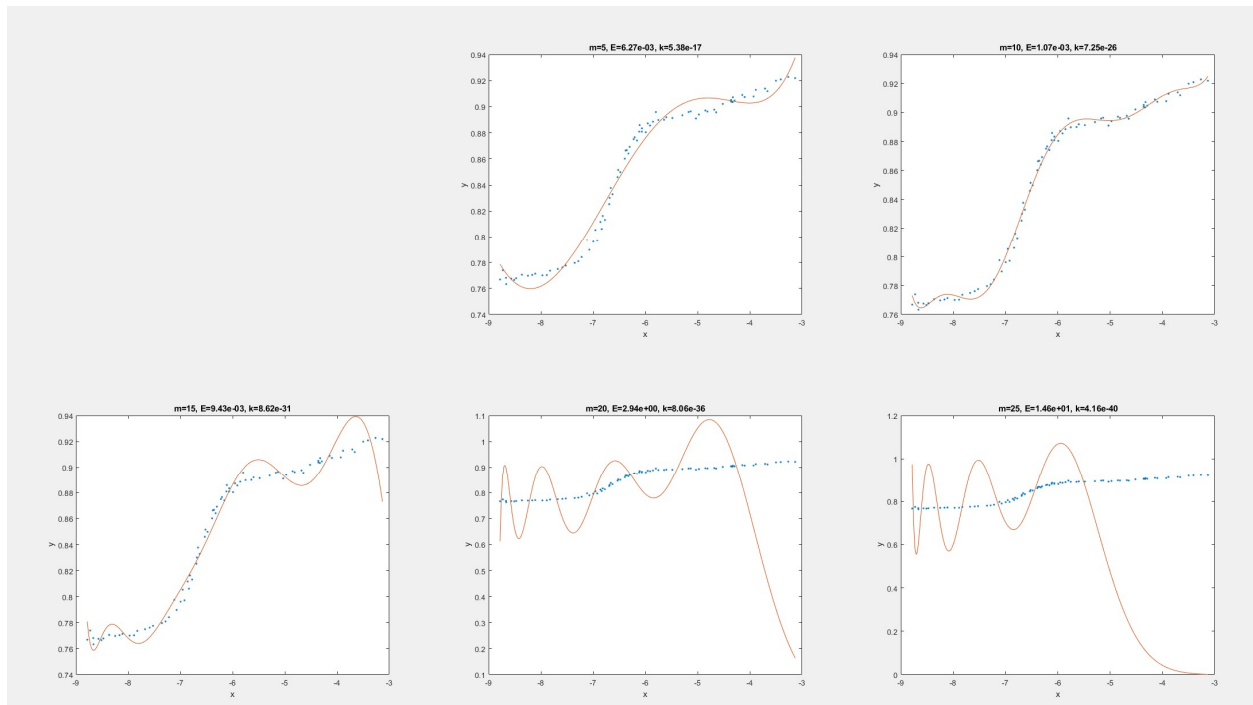 m=5, E=6.27e-03, k=5.38e-17
0.94
0.92
0.9
0.88
0.86
0.84
0.82
0.8
0.78
0.76
0.74
y
-9 -8 -7 -6 -5 -4 -3
x
m=10, E=1.07e-03, k=7.25e-26
0.94
0.92
0.9
0.88
0.86
0.84
0.82
0.8
0.78
0.76
y
-9 -8 -7 -6 -5 -4 -3
x
m=15, E=9.43e-03, k=8.62e-31
0.94
0.92
0.9
0.88
0.86
0.84
0.82
0.8
0.78
0.76
0.74
y
-9 -8 -7 -6 -5 -4 -3
x
m=20, E=2.94e+00, k=8.06e-36
1.1
1
0.9
0.8
0.7
0.6
0.5
0.4
0.3
0.2
0.1
y
-9 -8 -7 -6 -5 -4 -3
x
m=25, E=1.46e+01, k=4.16e-40
1.2
1
0.8
0.6
0.4
0.2
0
y
-9 -8 -7 -6 -5 -4 -3
x